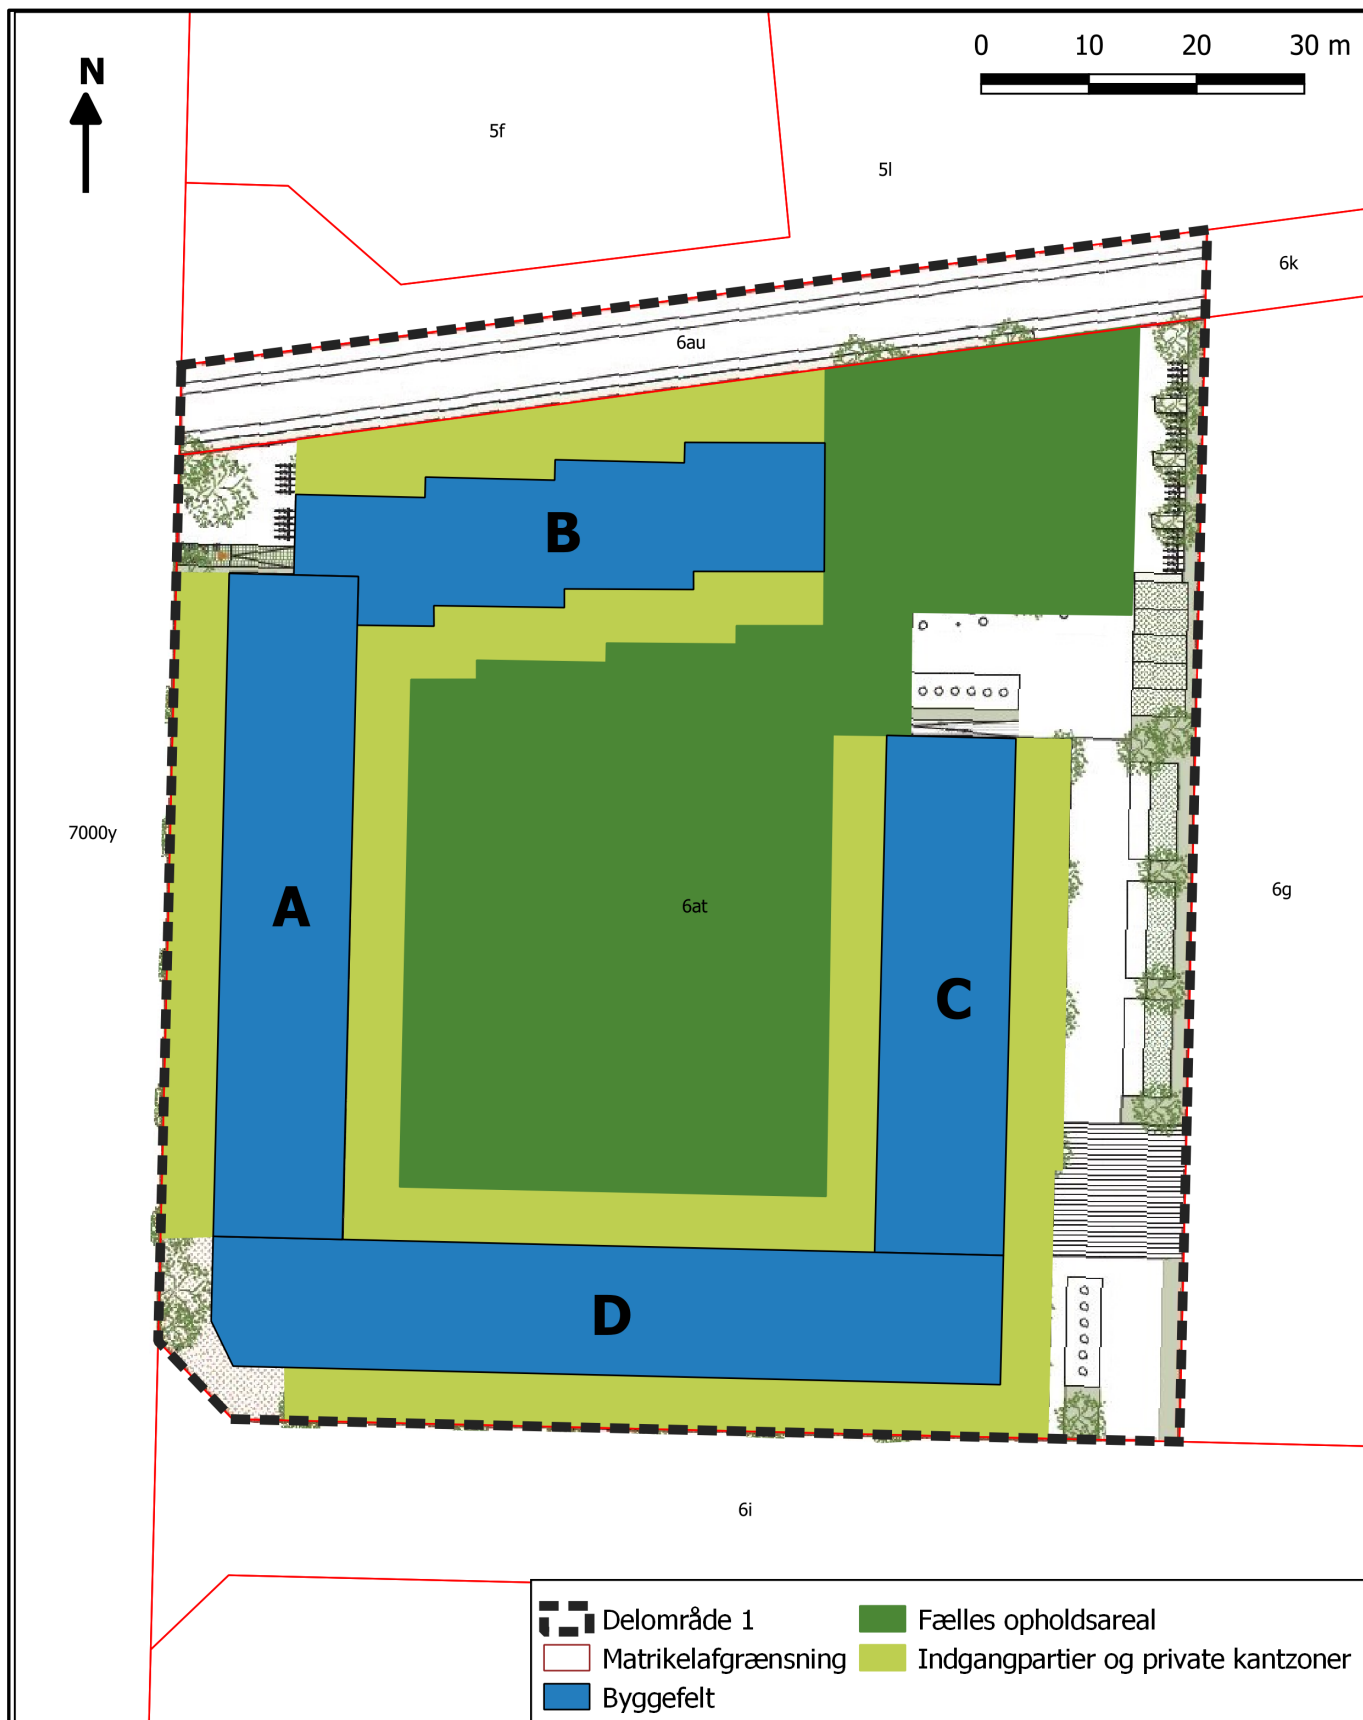 N
0 10 20 30 m
5f
5l
6k
6au
B
7000y
A
6at
6g
C
D
6i
Delområde 1
Matrikelafgrænsning
Byggefelt
Fælles opholdsareal
Indgangpartier og private kantzoner